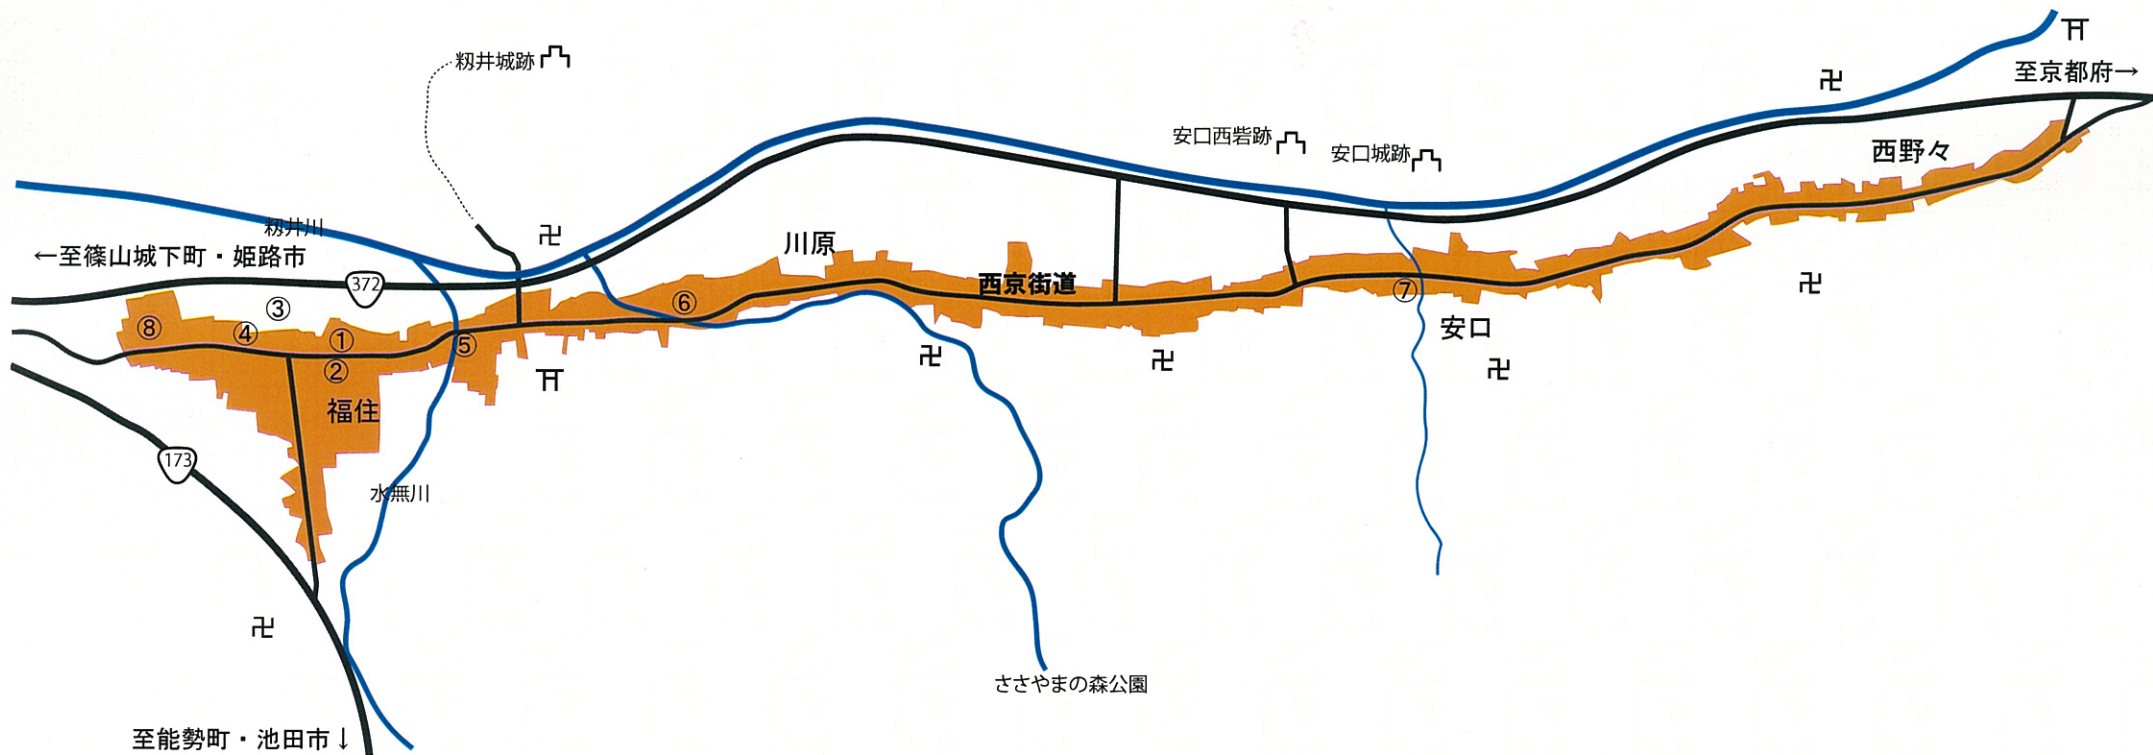 籾井城跡
至京都府→
安口西砦跡
安口城跡
西野々
籾井川
←至篠山城下町・姫路市
川原
372
西京街道
③
⑥
⑦
⑧
④
①
⑤
②
安口
福住
173
水無川
ささやまの森公園
至能勢町・池田市↓